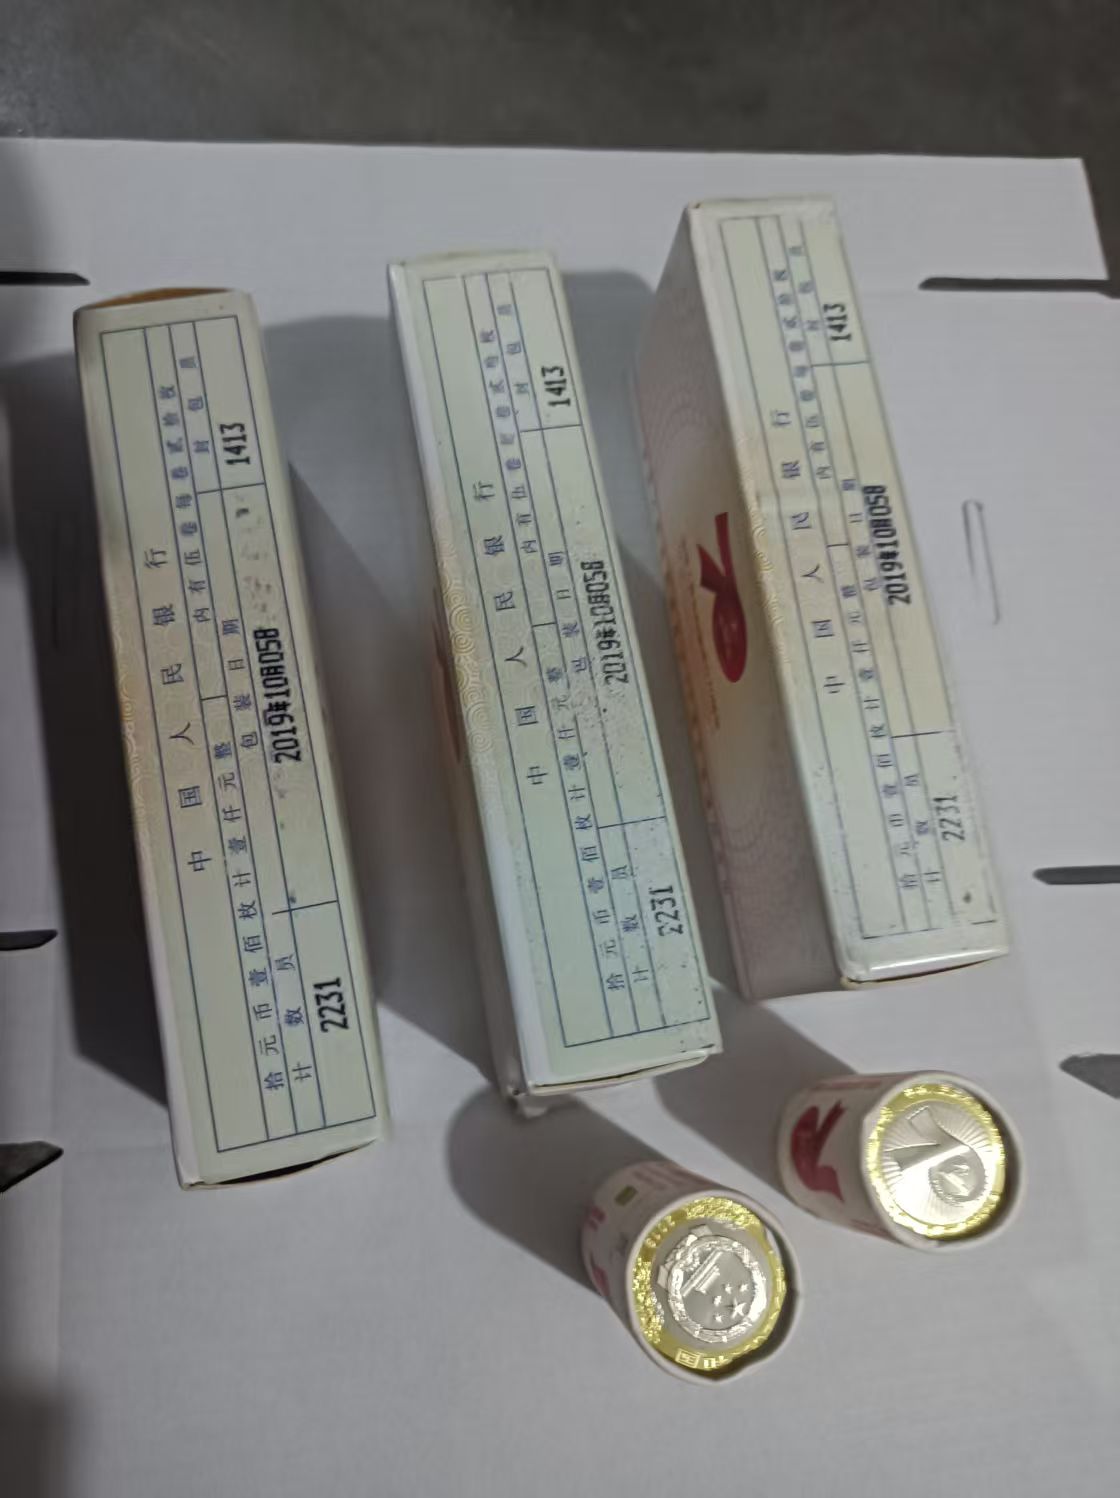 中国人民银行
拾元币壹佰枚计壹仟元整 内有伍卷每卷贰拾枚
计数员 包装日期 封包员
2231 2019年10月05日 1413
中国人民银行
拾元币壹佰枚计壹仟元整 内有伍卷每卷贰拾枚
计数员 包装日期 封包员
2231 2019年10月05日 1413
中国人民银行
拾元币壹佰枚计壹仟元整 内有伍卷每卷贰拾枚
计数员 包装日期 封包员
2231 2019年10月05日 1413